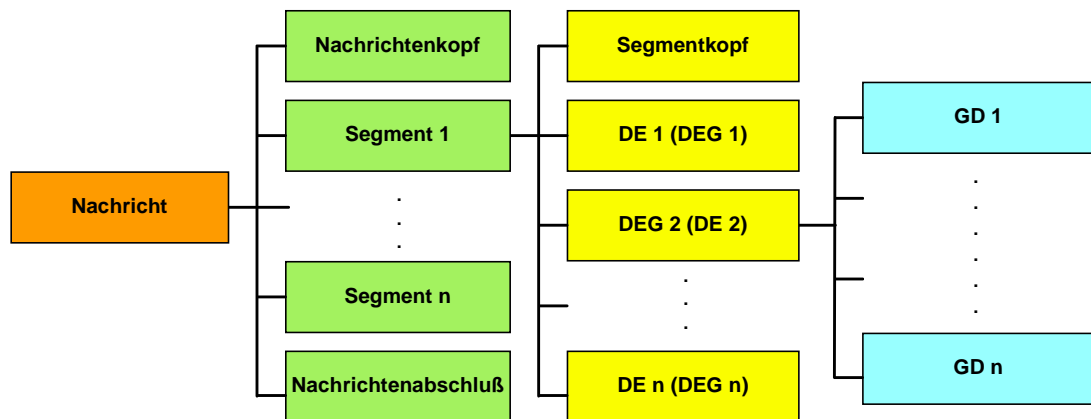 Nachricht
Nachrichtenkopf
Segment 1
.
.
.
Segment n
Nachrichtenabschluß
Segmentkopf
DE 1 (DEG 1)
DEG 2 (DE 2)
.
.
.
DE n (DEG n)
GD 1
.
.
.
.
.
.
GD n